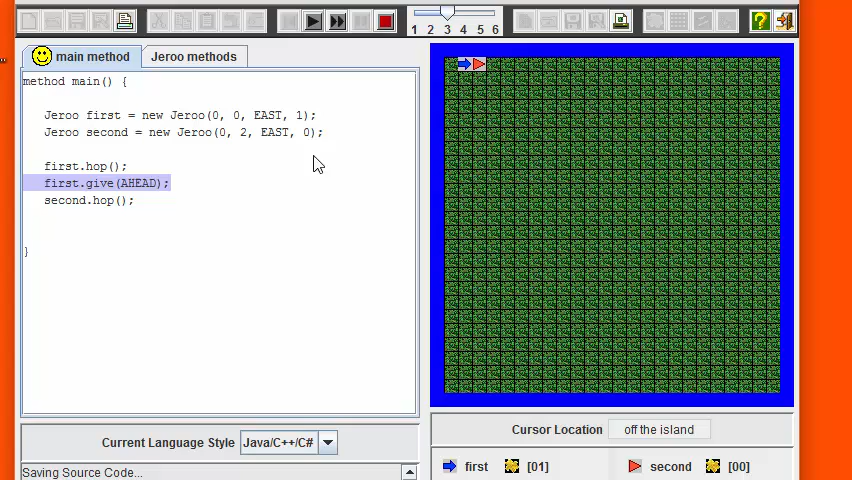 1 2 3 4 5 6
main method
Jeroo methods
method main() {
Jeroo first = new Jeroo(0, 0, EAST, 1);
Jeroo second = new Jeroo(0, 2, EAST, 0);
first.hop();
first.give(AHEAD);
second.hop();
}
Current Language Style
Java/C++/C#
Saving Source Code...
Cursor Location
off the island
first
[01]
second
[00]